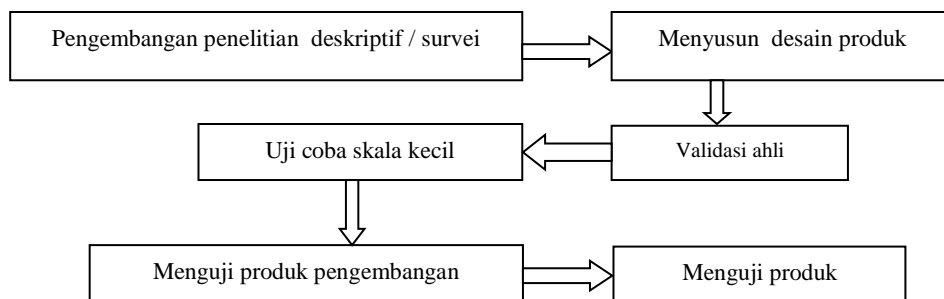 Pengembangan penelitian deskriptif / survei
Menyusun desain produk
Validasi ahli
Uji coba skala kecil
Menguji produk pengembangan
Menguji produk